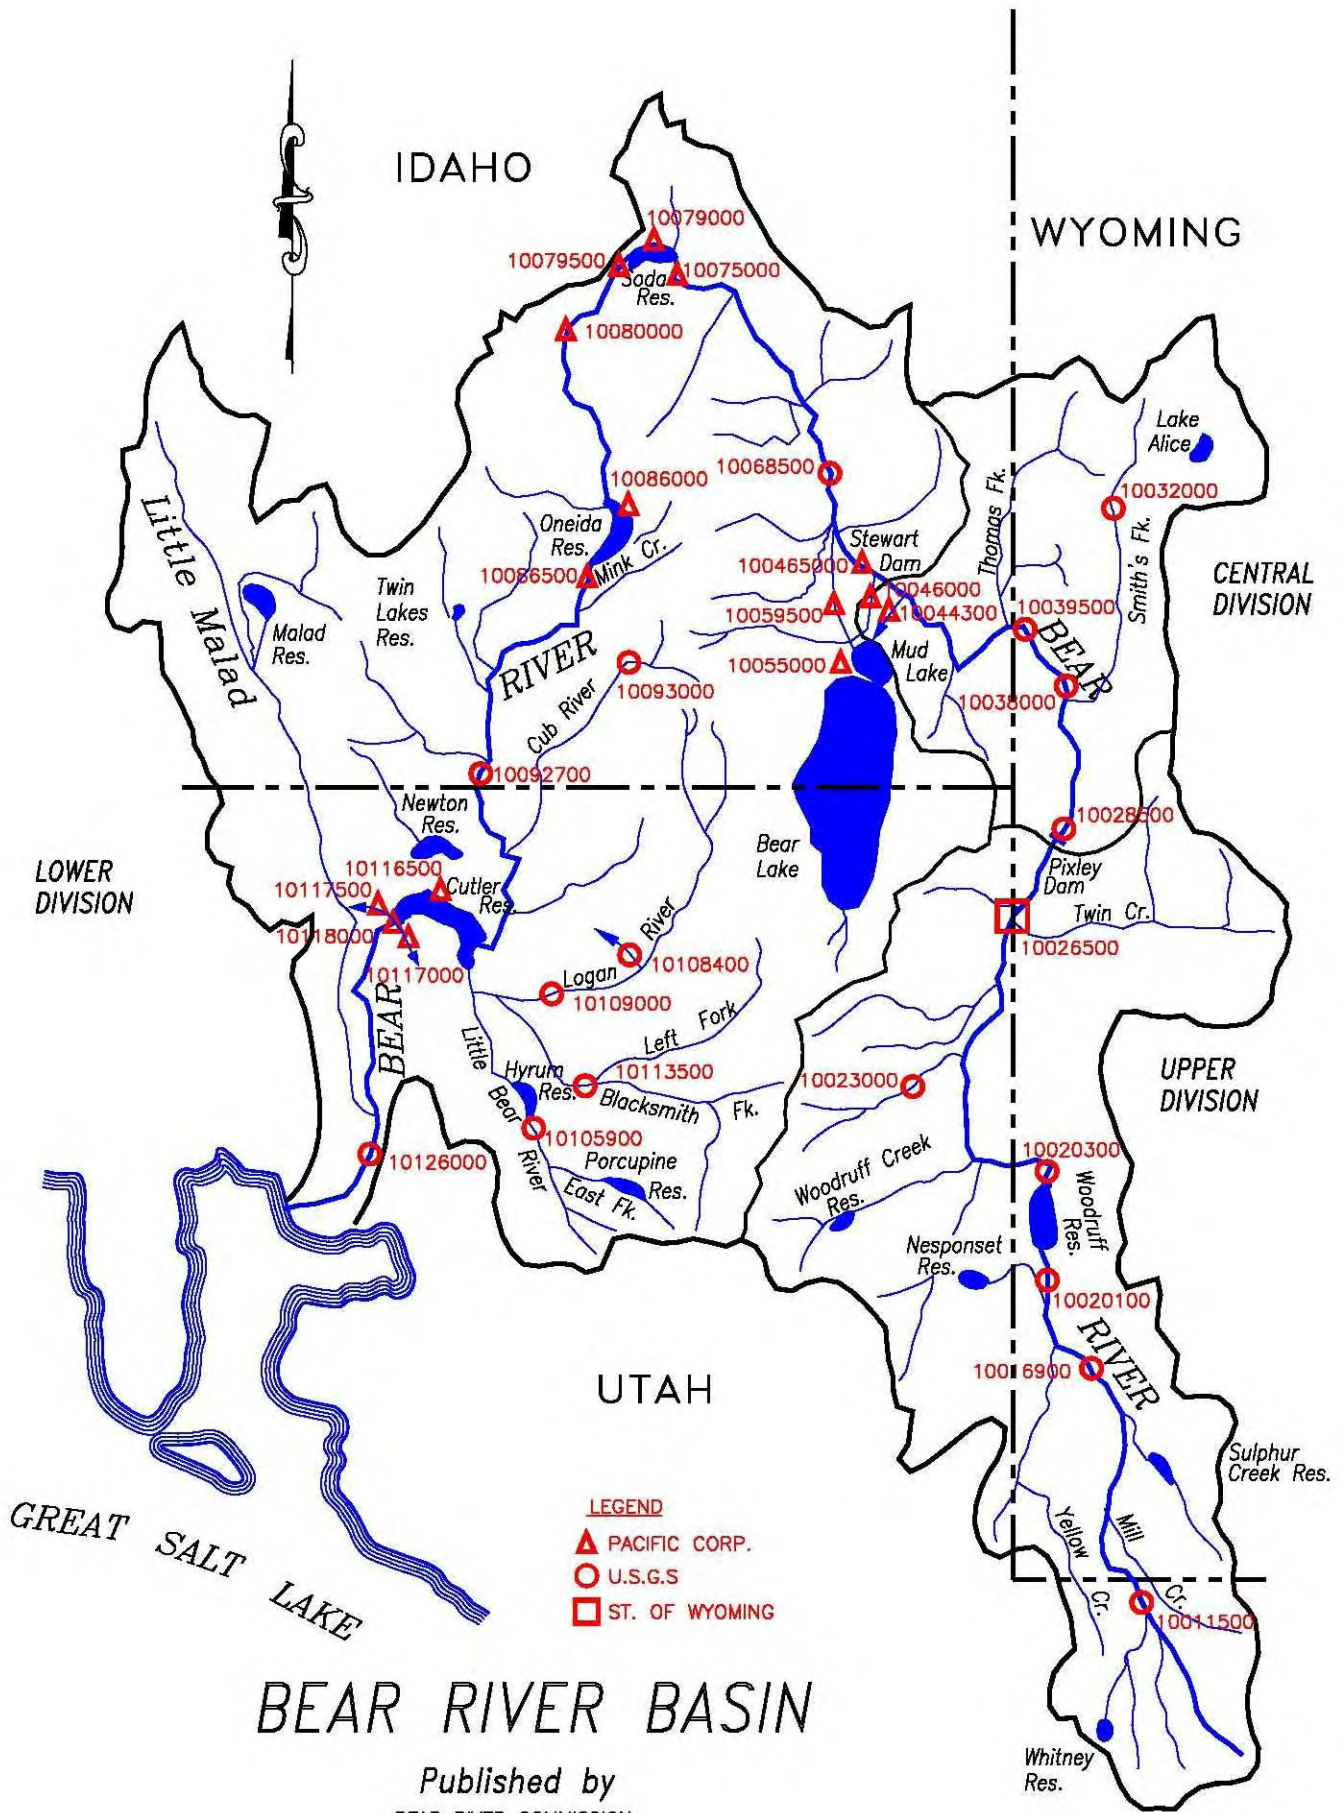 IDAHO
WYOMING
10079000
10079500
10075000
Soda
Res.
10080000
Lake
Alice
10068500
10086000
10032000
Little Malad
Oneida
Res.
Thomas Fk.
Smith's Fk.
Stewart
Dam
10046500
Mink Cr.
10086500
CENTRAL
DIVISION
Twin
Lakes
Res.
10046000
10044300
10059500
10039500
Malad
Res.
BEAR
RIVER
Mud
Lake
10055000
10093000
10038000
Cub River
10092700
Newton
Res.
10028500
Bear
Lake
Pixley
Dam
LOWER
DIVISION
10116500
10117500
Cutler
Res.
Twin Cr.
10118000
10026500
River
10117000
Logan
10108400
10109000
BEAR
Left Fork
Little
Bear
River
Hyrum
Res.
10113500
Blacksmith
Fk.
10023000
UPPER
DIVISION
10105900
10126000
Porcupine
Res.
East Fk.
Woodruff Creek
Res.
10020300
Woodruff
Res.
Nesponset
Res.
10020100
RIVER
10016900
UTAH
Sulphur
Creek Res.
GREAT SALT LAKE
Yellow
Cr.
Mill
Cr.
10011500
LEGEND
PACIFIC CORP.
U.S.G.S
ST. OF WYOMING
Whitney
Res.
BEAR RIVER BASIN
Published by
BEAR RIVER COMMISSION